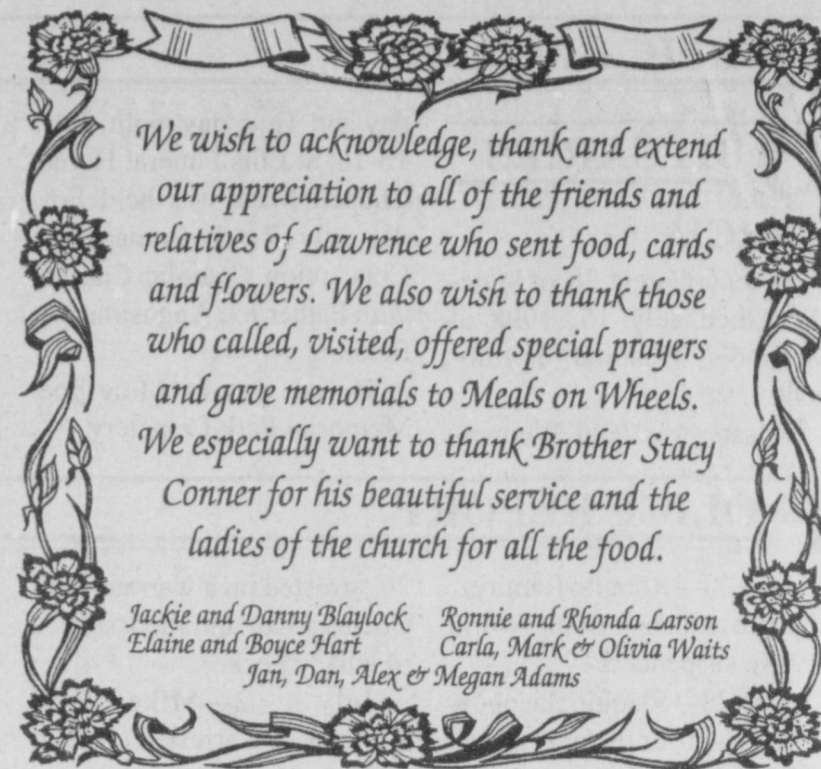 We wish to acknowledge, thank and extend
our appreciation to all of the friends and
relatives of Lawrence who sent food, cards
and flowers. We also wish to thank those
who called, visited, offered special prayers
and gave memorials to Meals on Wheels.
We especially want to thank Brother Stacy
Conner for his beautiful service and the
ladies of the church for all the food.
Jackie and Danny Blaylock Ronnie and Rhonda Larson
Elaine and Boyce Hart Carla, Mark & Olivia Waits
Jan, Dan, Alex & Megan Adams